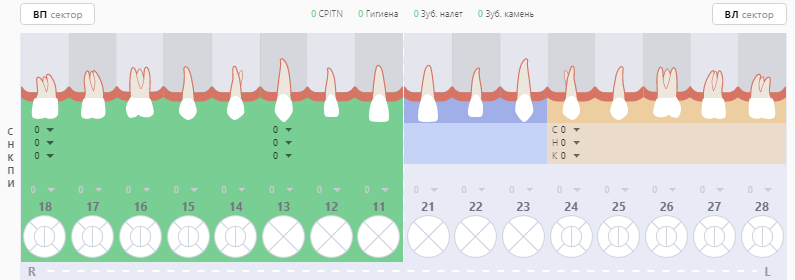 ВП сектор 0 CPITN 0 Гигиена 0 Зуб. налет 0 Зуб. камень ВЛ сектор
С 0 0 С 0
Н 0 0 Н 0
К 0 0 К 0
П
И 0 0 0 0 0 0 0 0 0 0 0 0 0 0 0 0
18 17 16 15 14 13 12 11 21 22 23 24 25 26 27 28
R L